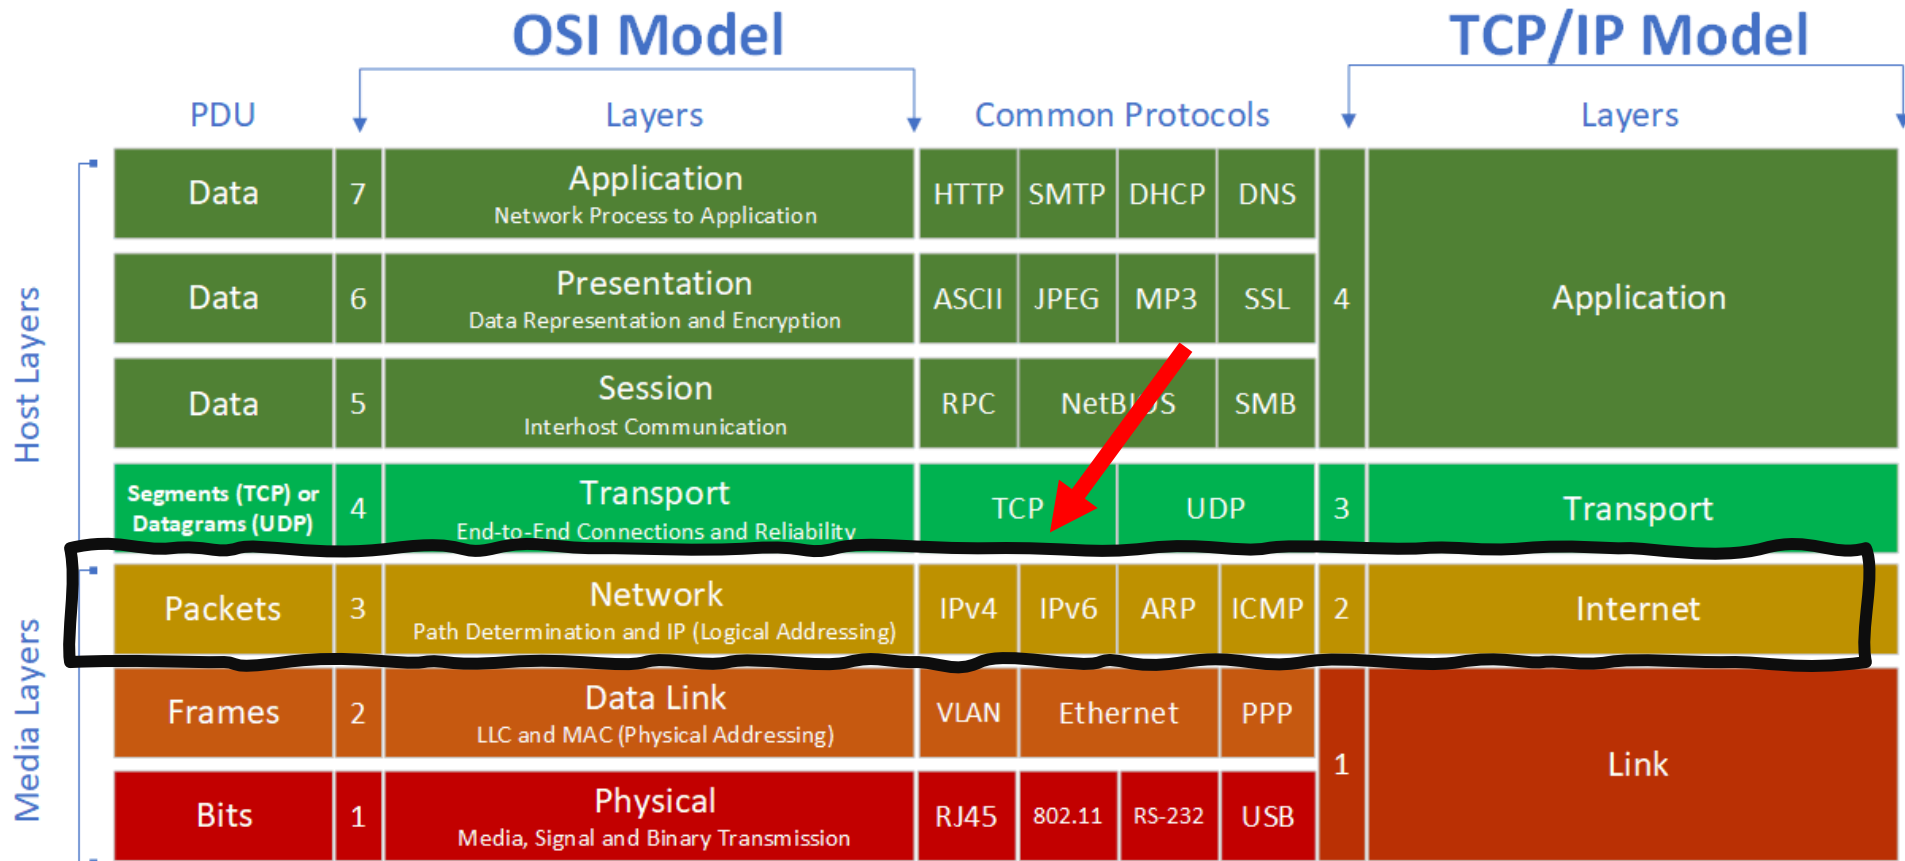 OSI Model
TCP/IP Model
PDU
Layers
Common Protocols
Layers
Host Layers
Data
7
Application
Network Process to Application
HTTP
SMTP
DHCP
DNS
4
Application
Data
6
Presentation
Data Representation and Encryption
ASCII
JPEG
MP3
SSL
Data
5
Session
Interhost Communication
RPC
NetBIOS
SMB
Segments (TCP) or
Datagrams (UDP)
4
Transport
End-to-End Connections and Reliability
TCP
UDP
3
Transport
Media Layers
Packets
3
Network
Path Determination and IP (Logical Addressing)
IPv4
IPv6
ARP
ICMP
2
Internet
Frames
2
Data Link
LLC and MAC (Physical Addressing)
VLAN
Ethernet
PPP
1
Link
Bits
1
Physical
Media, Signal and Binary Transmission
RJ45
802.11
RS-232
USB